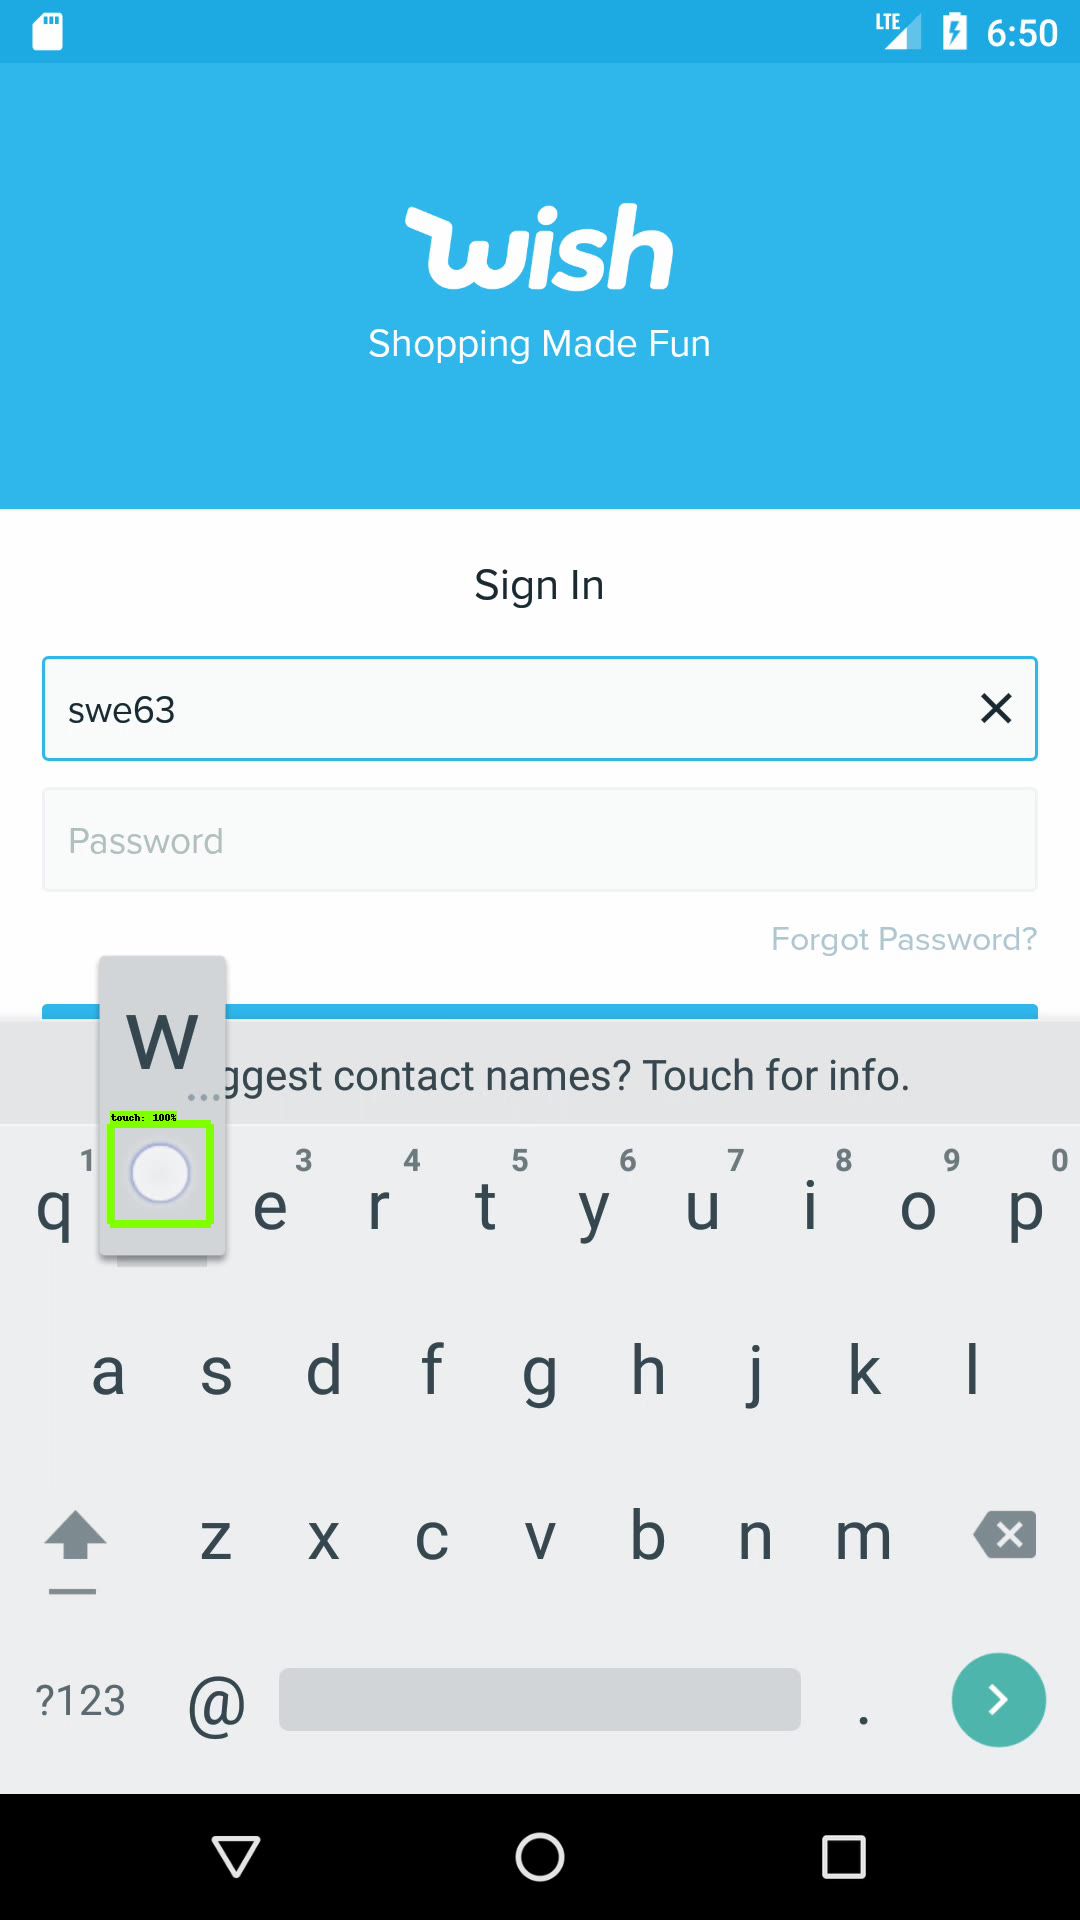 LTE 6:50
wish
Shopping Made Fun
Sign In
swe63
Password
Forgot Password?
w
ggest contact names? Touch for info.
touch: 100%
1 3 4 5 6 7 8 9 0
q e r t y u i o p
a s d f g h j k l
z x c v b n m
?123 @ .